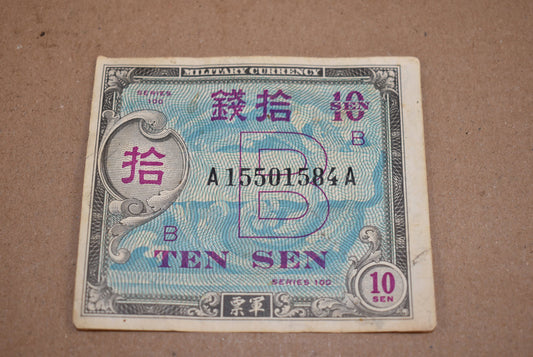 MILITARY CURRENCY
SERIES
100
錢拾
10
SEN
B
拾
B
A15501584A
B
TEN SEN
SERIES 100
10
SEN
票軍